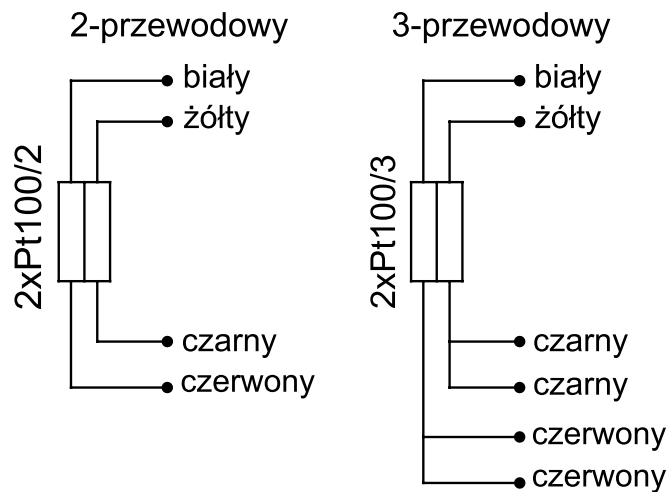 2-przewodowy
biały
żółty
2xPt100/2
czarny
czerwony
3-przewodowy
biały
żółty
2xPt100/3
czarny
czarny
czerwony
czerwony